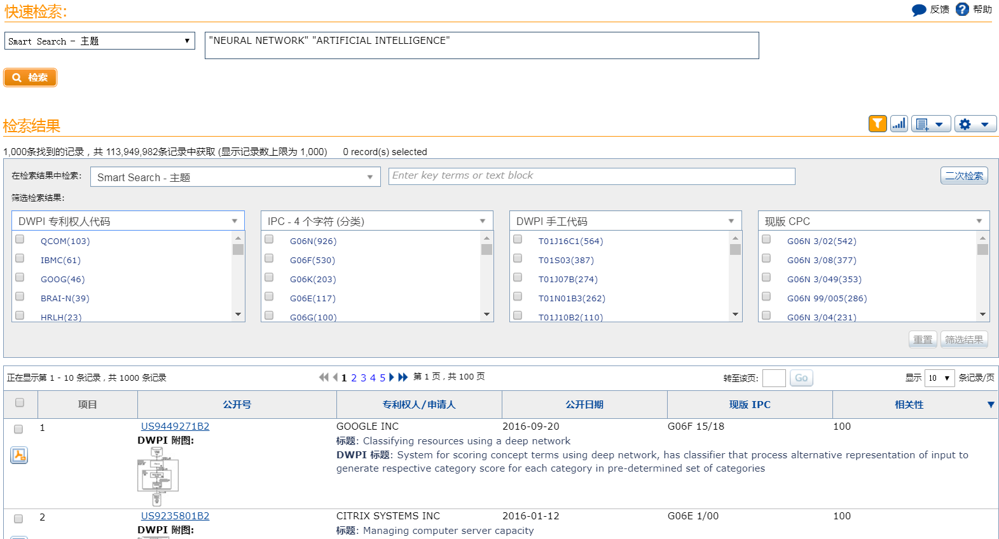 快速检索:
反馈 帮助
Smart Search - 主题
"NEURAL NETWORK" "ARTIFICIAL INTELLIGENCE"
检索
检索结果
1,000条找到的记录，共 113,949,982条记录中获取 (显示记录数上限为 1,000) 0 record(s) selected
在检索结果中检索: Smart Search - 主题 Enter key terms or text block 二次检索
筛选检索结果:
DWPI 专利权人代码 IPC - 4 个字符 (分类) DWPI 手工代码 现版 CPC
QCOM(103) G06N(926) T01J16C1(564) G06N 3/02(542)
IBMC(61) G06F(530) T01S03(387) G06N 3/08(377)
GOOG(46) G06K(203) T01J07B(274) G06N 3/049(353)
BRAI-N(39) G06E(117) T01N01B3(262) G06N 99/005(286)
HRLH(23) G06G(100) T01J10B2(110) G06N 3/04(231)
重置 筛选结果
正在显示第 1 - 10 条记录，共 1000 条记录 1 2 3 4 5 第 1 页，共 100 页 转至该页: Go 显示 10 条记录/页
项目 公开号 专利权人/申请人 公开日期 现版 IPC 相关性
1 US9449271B2 GOOGLE INC 2016-09-20 G06F 15/18 100
DWPI 附图: 标题: Classifying resources using a deep network
DWPI 标题: System for scoring concept terms using deep network, has classifier that process alternative representation of input to
generate respective category score for each category in pre-determined set of categories
2 US9235801B2 CITRIX SYSTEMS INC 2016-01-12 G06E 1/00 100
DWPI 附图: 标题: Managing computer server capacity